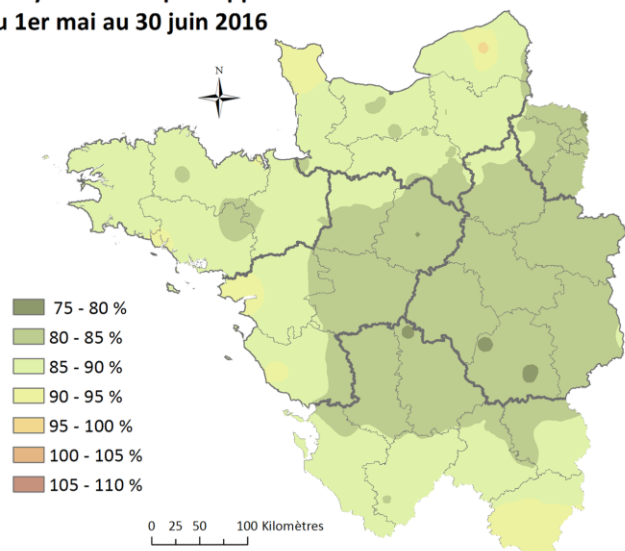 u 1er mai au 30 juin 2016
N
75 - 80 %
80 - 85 %
85 - 90 %
90 - 95 %
95 - 100 %
100 - 105 %
105 - 110 %
0 25 50 100 Kilomètres